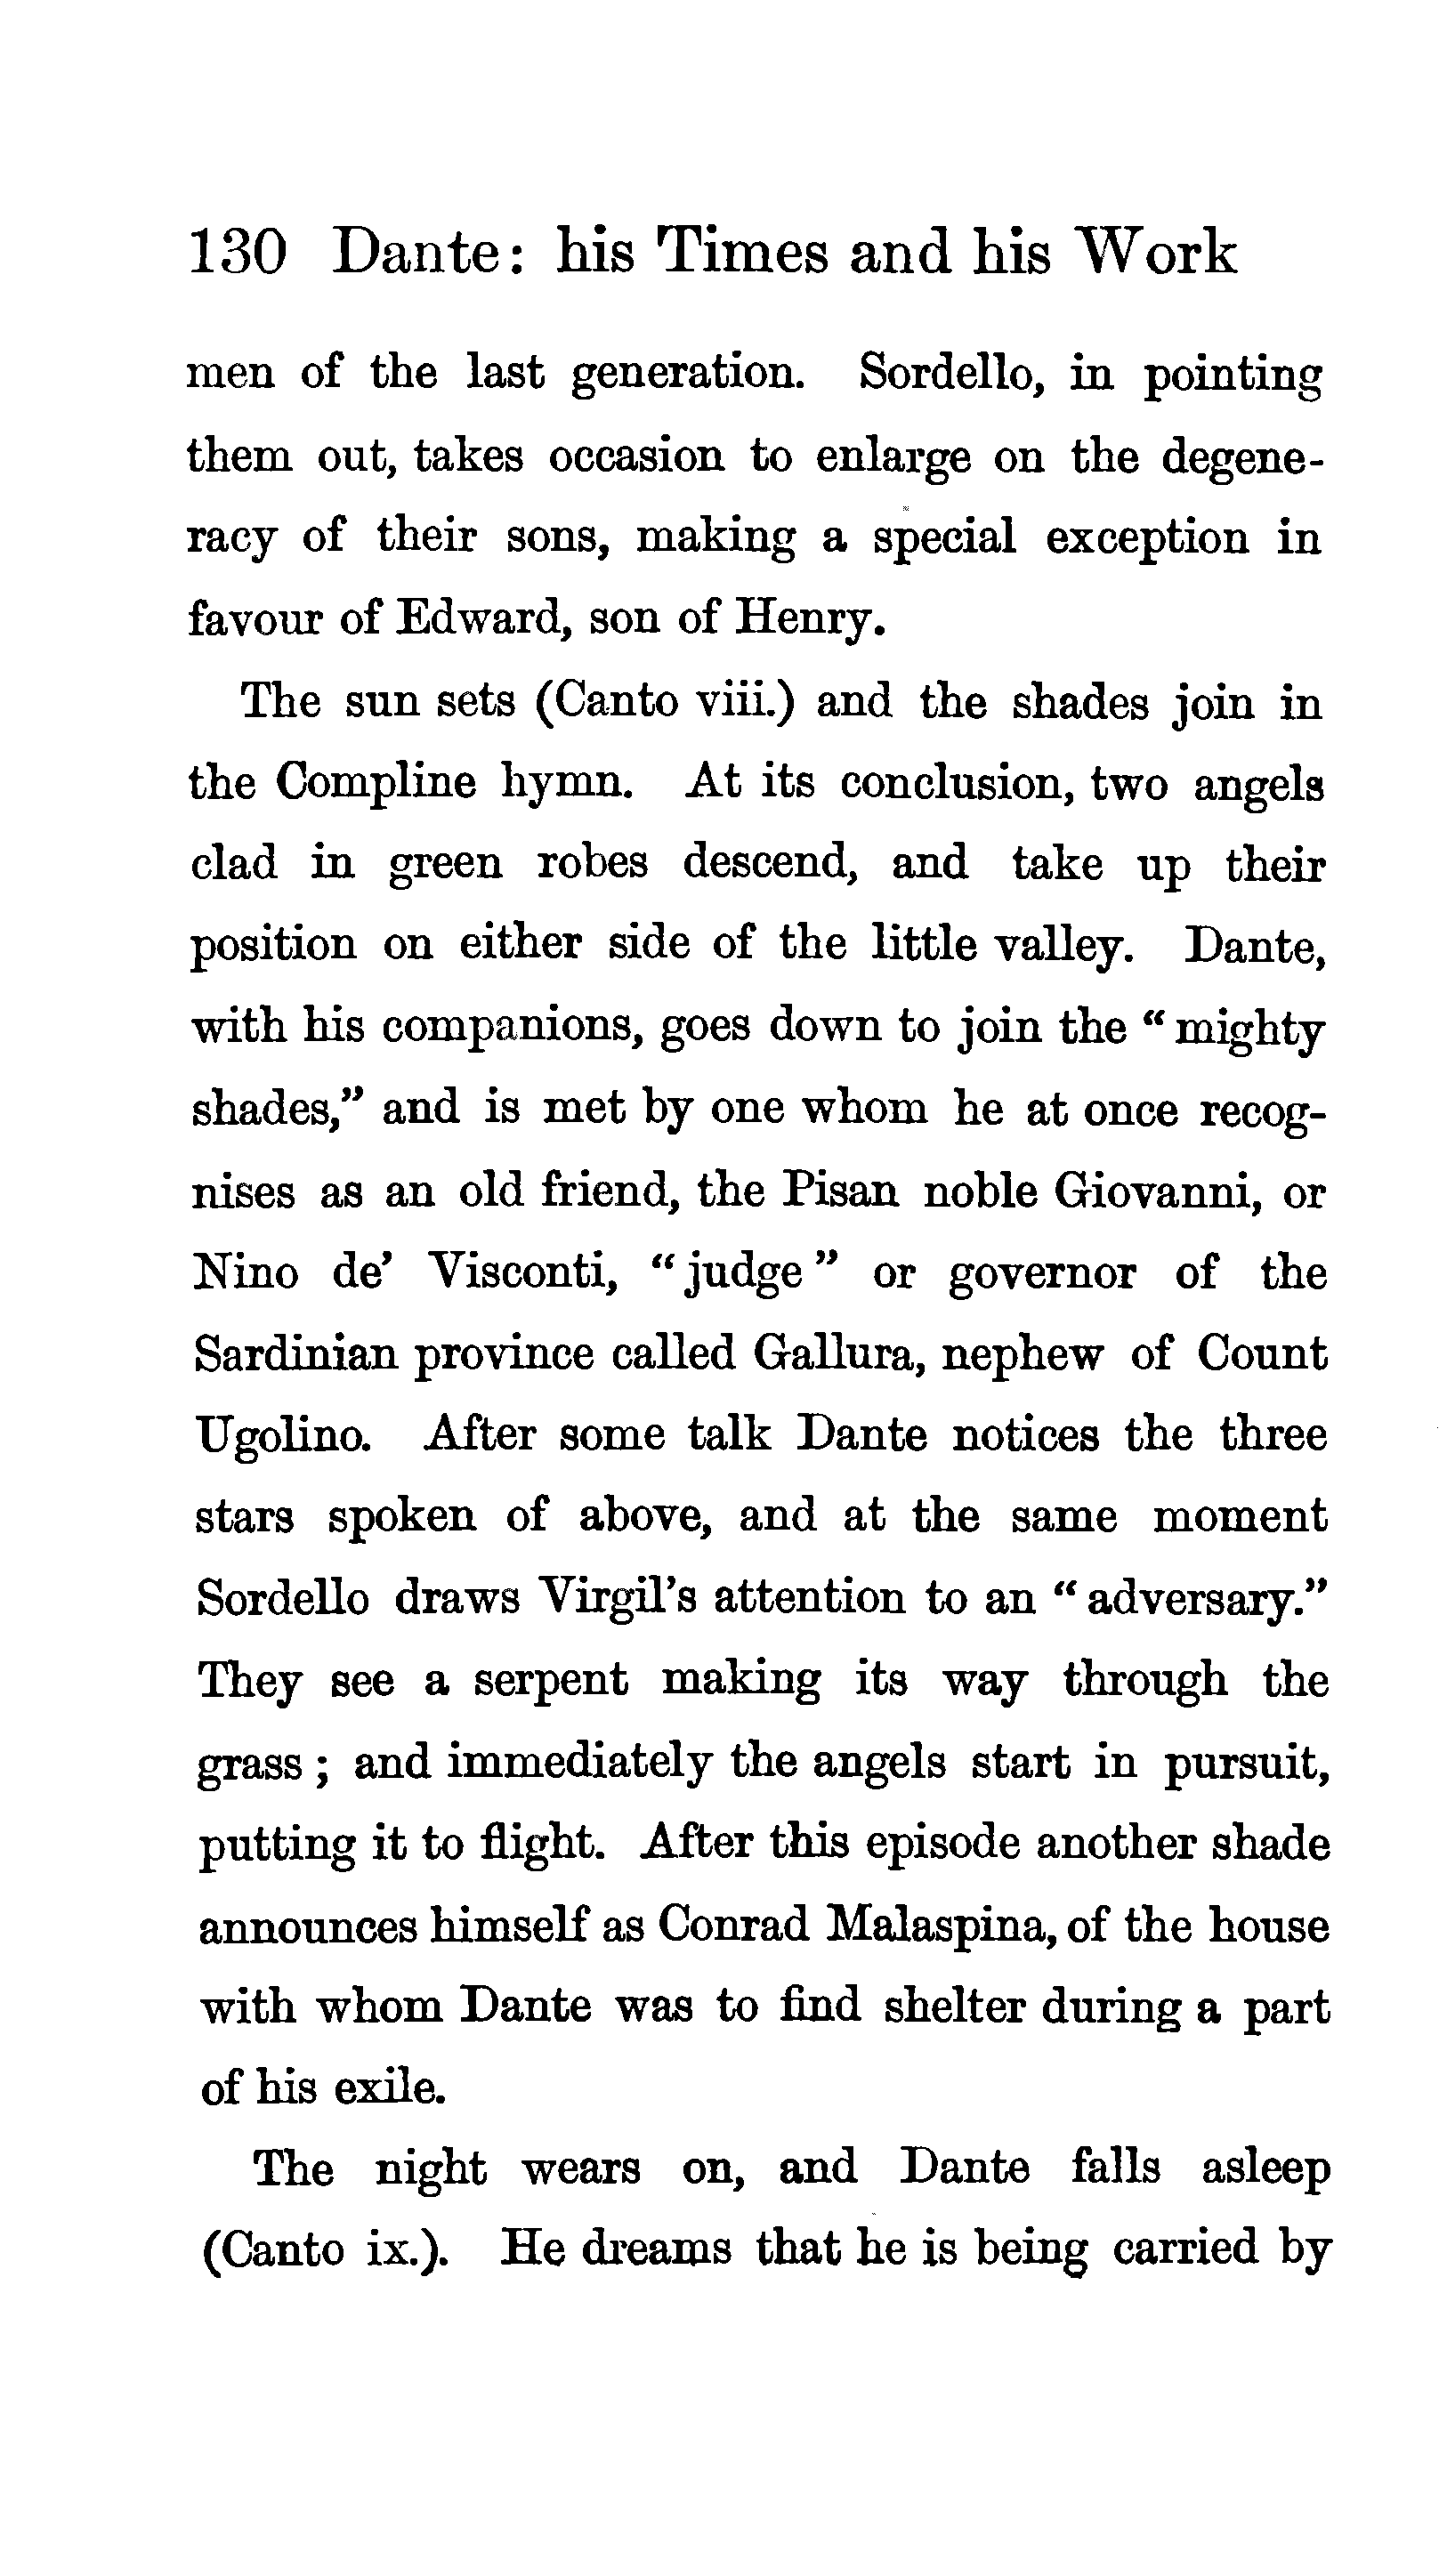 130 Dante: his Times and his Work
men of the last generation. Sordello, in pointing
them out, takes occasion to enlarge on the degene-
racy of their sons, making a special exception in
favour of Edward, son of Henry.
The sun sets (Canto viii.) and the shades join in
the Compline hymn. At its conclusion, two angels
clad in green robes descend, and take up their
position on either side of the little valley. Dante,
with his companions, goes down to join the “mighty
shades,” and is met by one whom he at once recog-
nises as an old friend, the Pisan noble Giovanni, or
Nino de’ Visconti, “judge” or governor of the
Sardinian province called Gallura, nephew of Count
Ugolino. After some talk Dante notices the three
stars spoken of above, and at the same moment
Sordello draws Virgil’s attention to an “adversary.”
They see a serpent making its way through the
grass; and immediately the angels start in pursuit,
putting it to flight. After this episode another shade
announces himself as Conrad Malaspina, of the house
with whom Dante was to find shelter during a part
of his exile.
The night wears on, and Dante falls asleep
(Canto ix.). He dreams that he is being carried by